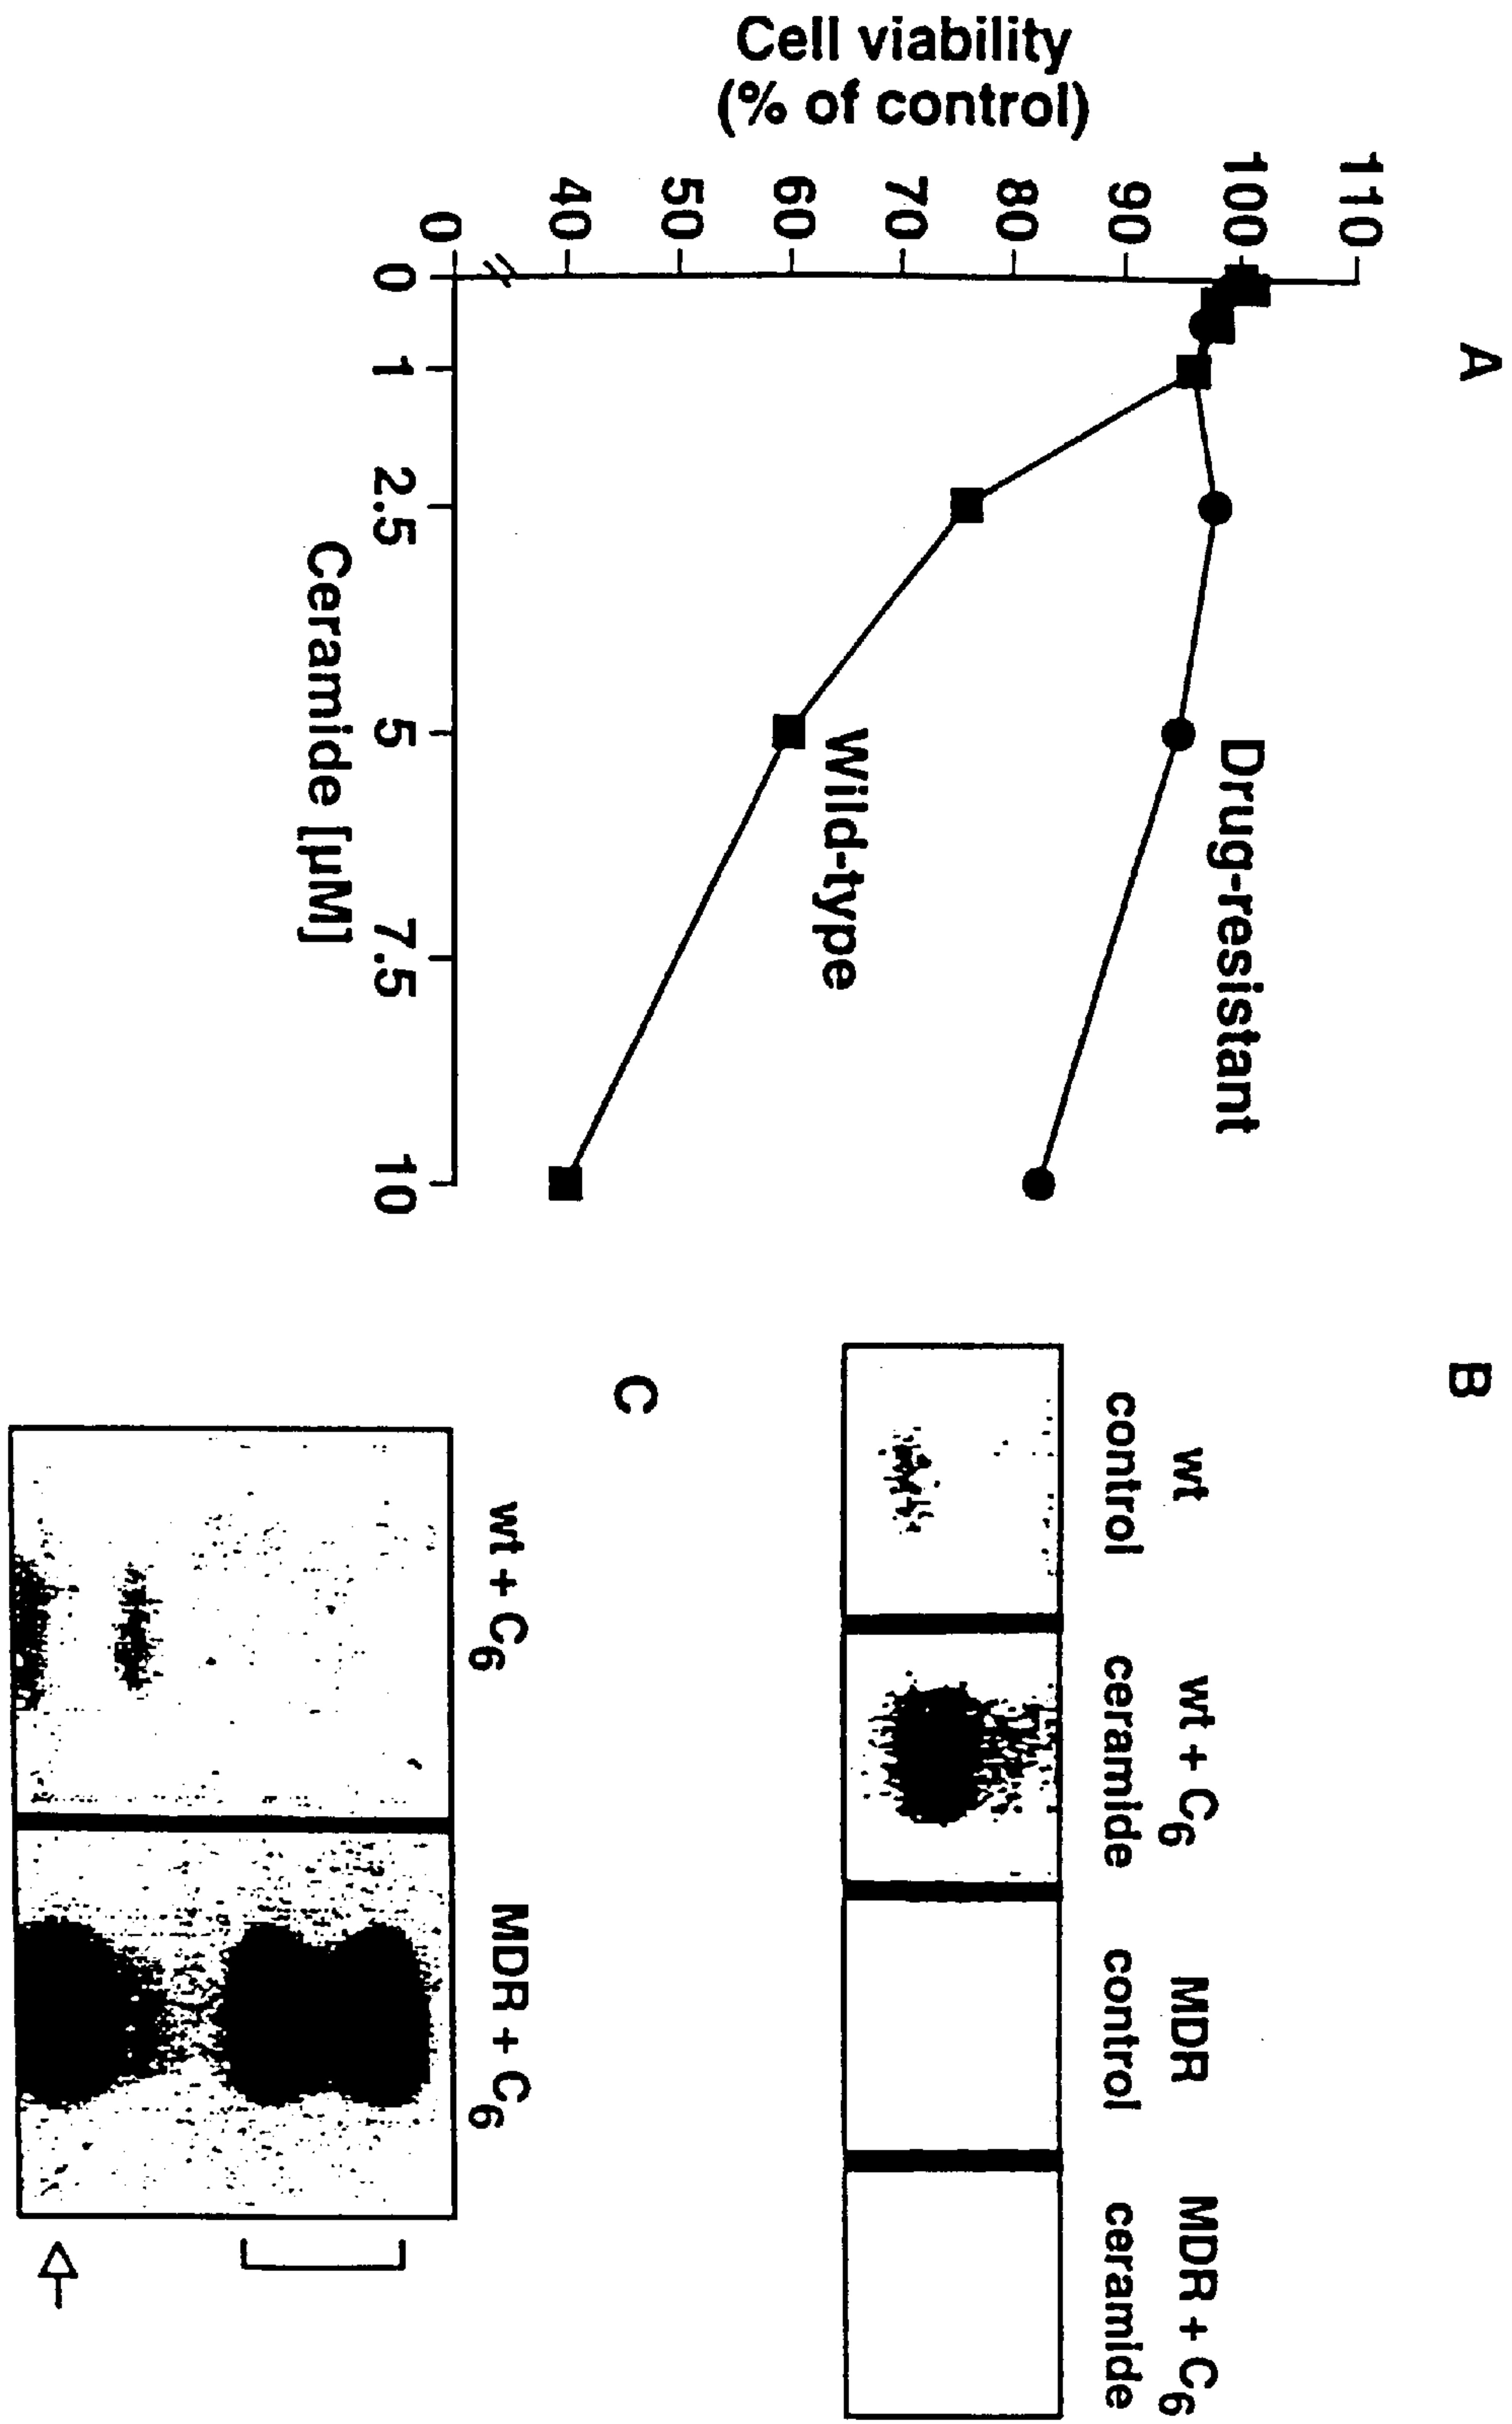 A
Cell viability
(% of control)
110
100
90
80
70
60
50
40
0
0
1
2.5
5
7.5
10
Ceramide [µM]
Drug-resistant
Wild-type
B
wt
control
wt + C6
ceramide
MDR
control
MDR + C6
ceramide
C
wt + C6
MDR + C6